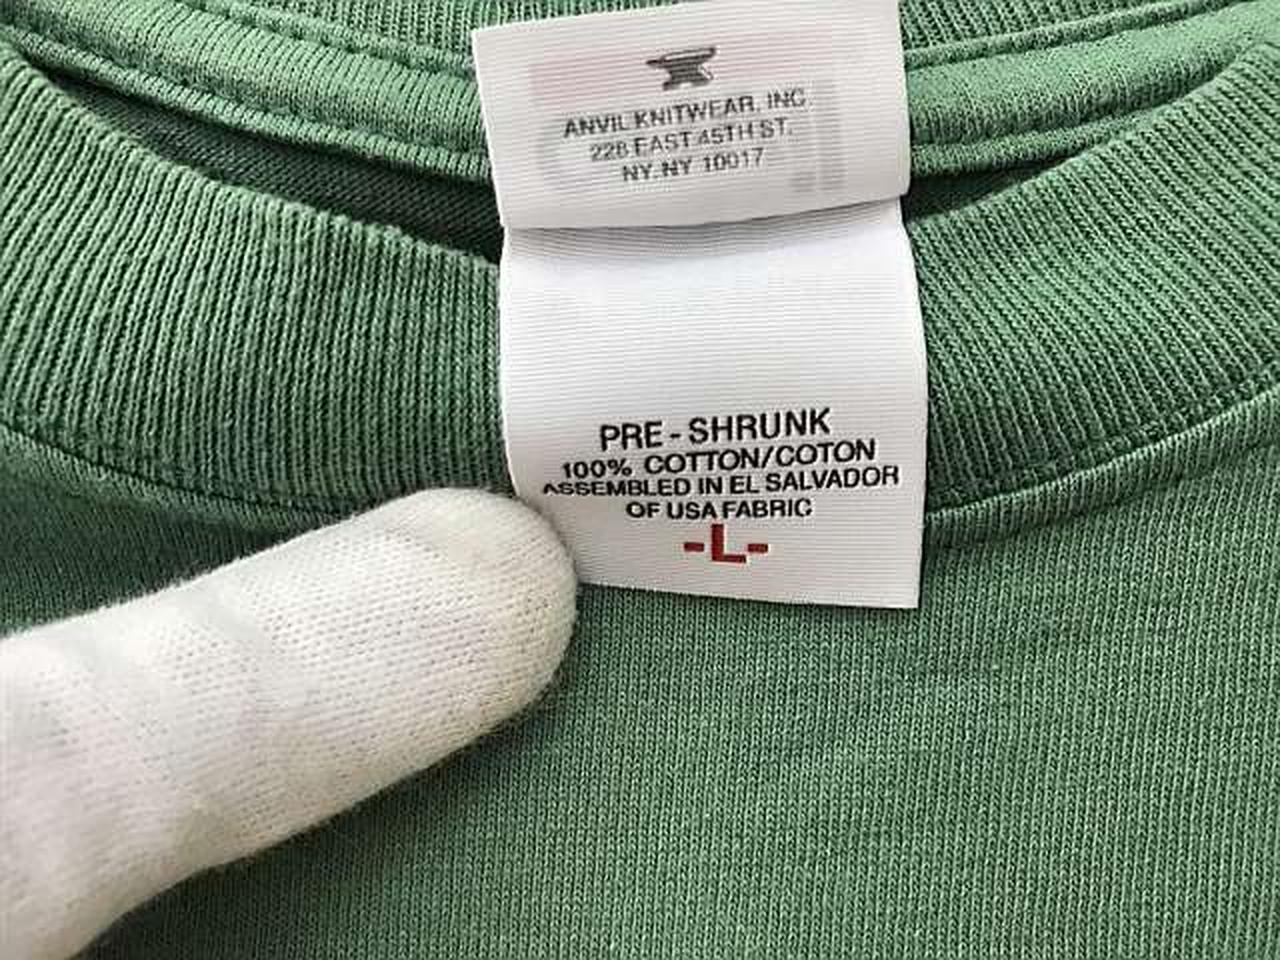 ANVIL KNITWEAR, INC.
228 EAST 45TH ST.
NY. NY 10017
PRE - SHRUNK
100% COTTON/COTON
ASSEMBLED IN EL SALVADOR
OF USA FABRIC
-L-